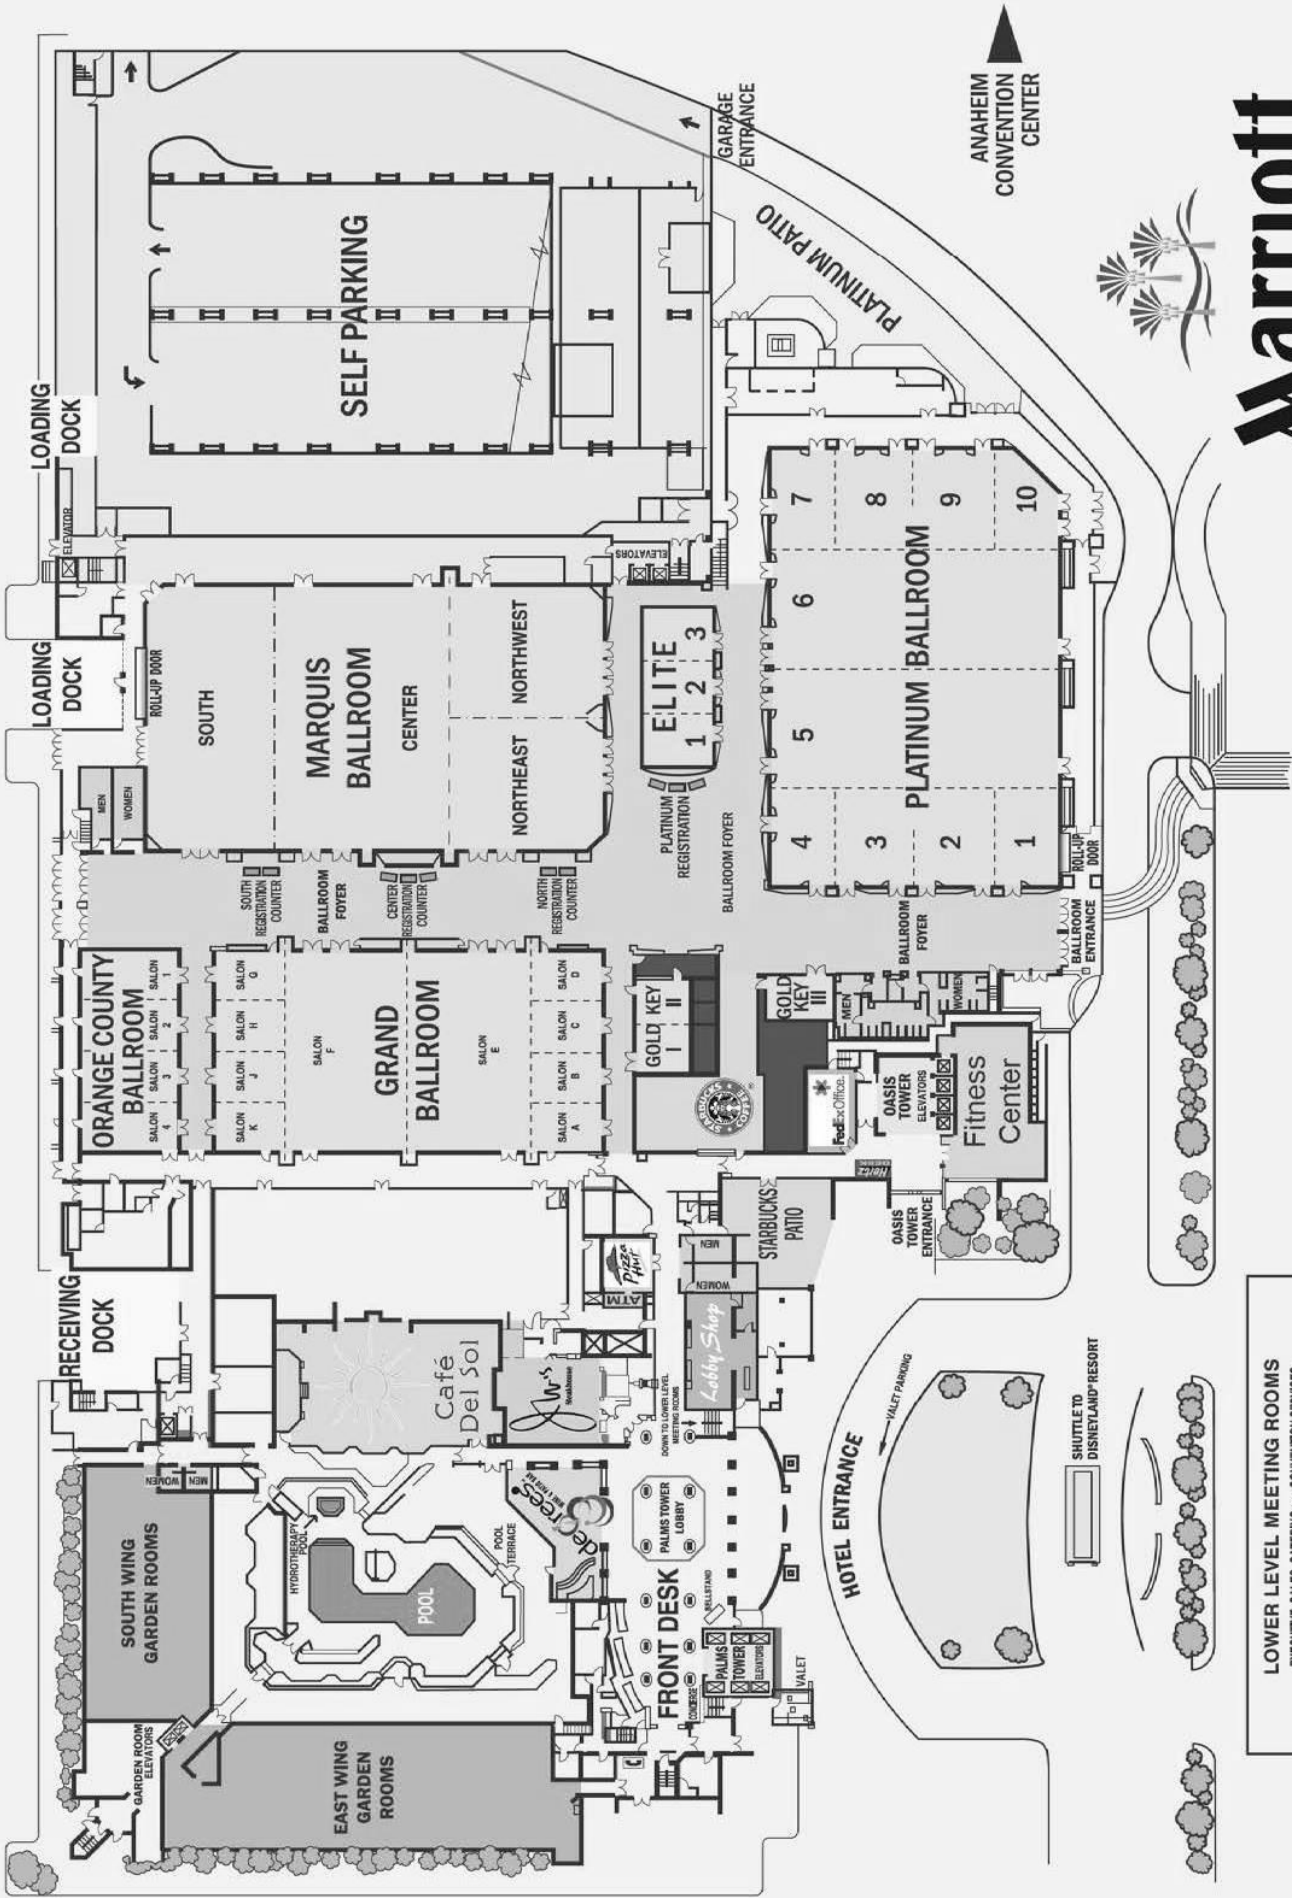 LOADING
DOCK
LOADING
DOCK
ELEVATOR
SELF PARKING
GARAGE
ENTRANCE
ANAHEIM
CONVENTION
CENTER
PLATINUM PATIO
Marriott
ROLL-UP DOOR
SOUTH
MARQUIS
BALLROOM
CENTER
NORTHEAST
NORTHWEST
ELEVATORS
MEN
WOMEN
ELITE
1
2
3
PLATINUM
REGISTRATION
BALLROOM FOYER
PLATINUM BALLROOM
1
2
3
4
5
6
7
8
9
10
ROLL-UP
DOOR
BALLROOM
ENTRANCE
BALLROOM
FOYER
SOUTH
REGISTRATION
COUNTER
BALLROOM
FOYER
CENTER
REGISTRATION
COUNTER
NORTH
REGISTRATION
COUNTER
ORANGE COUNTY
BALLROOM
SALON
4
SALON
3
SALON
2
SALON
1
GRAND
BALLROOM
SALON
K
SALON
J
SALON
H
SALON
G
SALON
F
SALON
E
SALON
A
SALON
B
SALON
C
SALON
D
GOLD KEY
I
II
GOLD
KEY
III
MEN
WOMEN
STARBUCKS
COFFEE
FedEx Office.
OASIS
TOWER
ELEVATORS
Fitness
Center
Hertz
OASIS
TOWER
ENTRANCE
STARBUCKS
PATIO
MEN
WOMEN
Pizza
Hut
ATM
Lobby Shop
RECEIVING
DOCK
Café
Del Sol
JW's
Steakhouse
DOWN TO LOWER LEVEL
MEETING ROOMS
PALMS TOWER
LOBBY
degrees°
WINE & PATIO BAR
WOMEN
MEN
SOUTH WING
GARDEN ROOMS
HYDROTHERAPY
POOL
POOL
TERRACE
POOL
FRONT DESK
BELLSTAND
CONCIERGE
PALMS
TOWER
ELEVATORS
VALET
GARDEN ROOM
ELEVATORS
EAST WING
GARDEN
ROOMS
HOTEL ENTRANCE
VALET PARKING
SHUTTLE TO
DISNEYLAND® RESORT
LOWER LEVEL MEETING ROOMS